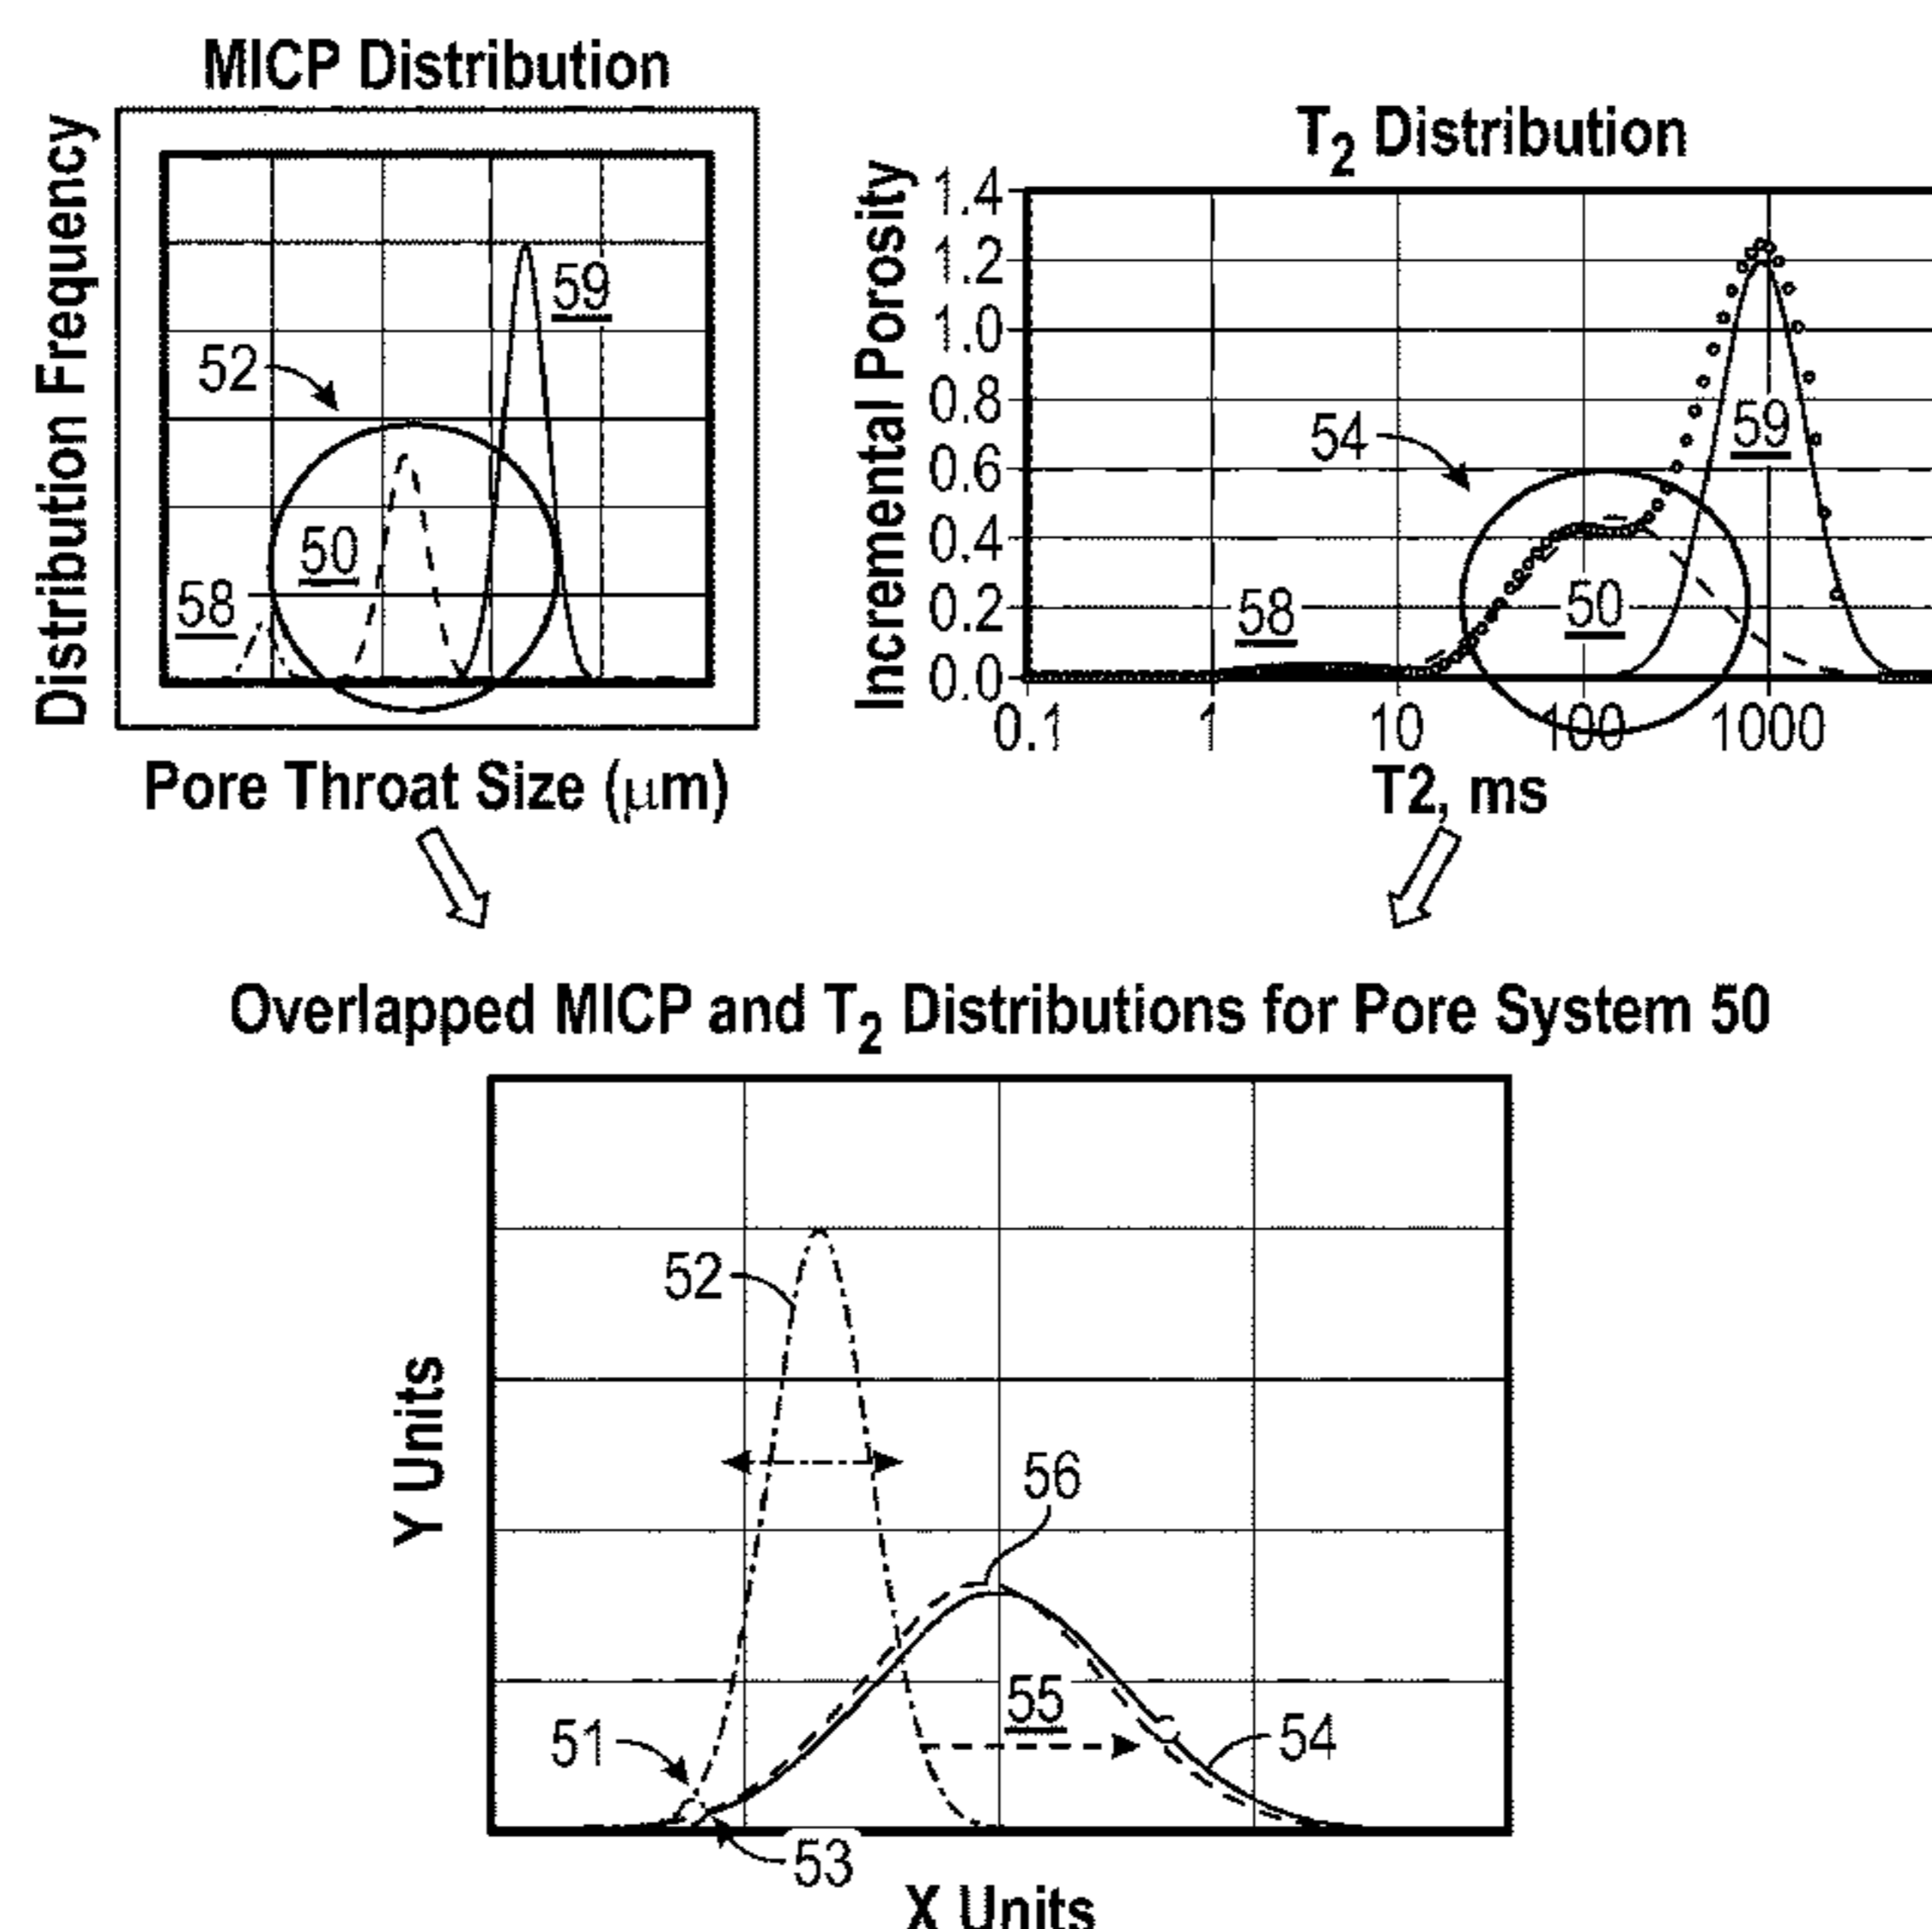 MICP Distribution
Distribution Frequency
52
59
50
58
Pore Throat Size (μm)
T2 Distribution
Incremental Porosity
1.4
1.2
1.0
0.8
0.6
0.4
0.2
0.0
54
59
58
50
0.1 1 10 100 1000
T2, ms
Overlapped MICP and T2 Distributions for Pore System 50
Y Units
52
56
55
51
54
53
X Units